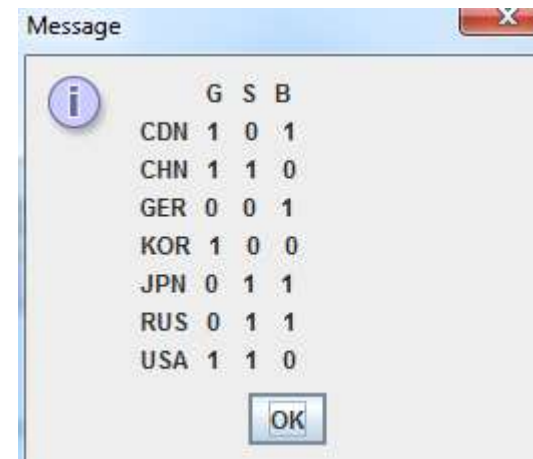 Message
G S B
CDN 1 0 1
CHN 1 1 0
GER 0 0 1
KOR 1 0 0
JPN 0 1 1
RUS 0 1 1
USA 1 1 0
OK